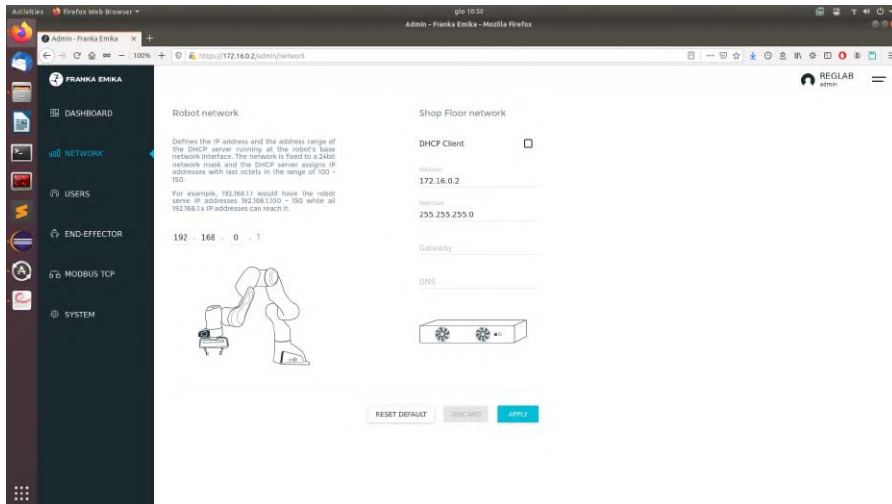 Activities
Firefox Web Browser
gio 10:56
Admin - Franka Emika - Mozilla Firefox
Admin - Franka Emika
100%
https://172.16.0.2/admin/network
FRANKA EMIKA
REGLAB
admin
DASHBOARD
NETWORK
USERS
END-EFFECTOR
MODBUS TCP
SYSTEM
Robot network
Defines the IP address and the address range of
the DHCP server running at the robot's base
network interface. The network is fixed to a 24bit
network mask and the DHCP server assigns IP
addresses with last octets in the range of 100 -
150.
For example, 192.168.1.1 would have the robot
serve IP addresses 192.168.1.100 - 150 while all
192.168.1.x IP addresses can reach it.
192 . 168 . 0 . 1
Shop Floor network
DHCP Client
Address
172.16.0.2
Netmask
255.255.255.0
Gateway
DNS
RESET DEFAULT
DISCARD
APPLY